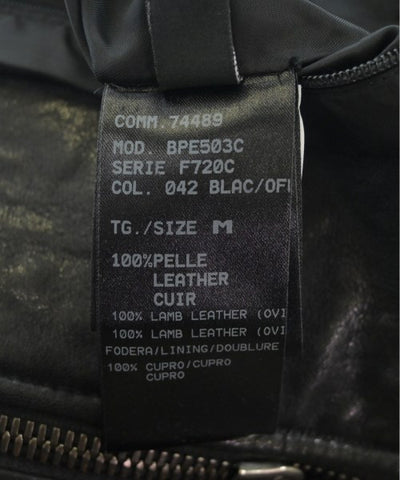 COMM.74489
MOD. BPE503C
SERIE F720C
COL. 042 BLAC/OF
TG./SIZE M
100%PELLE
LEATHER
CUIR
100% LAMB LEATHER (OVI
100% LAMB LEATHER (OVI
FODERA/LINING/DOUBLURE
100% CUPRO/CUPRO
CUPRO